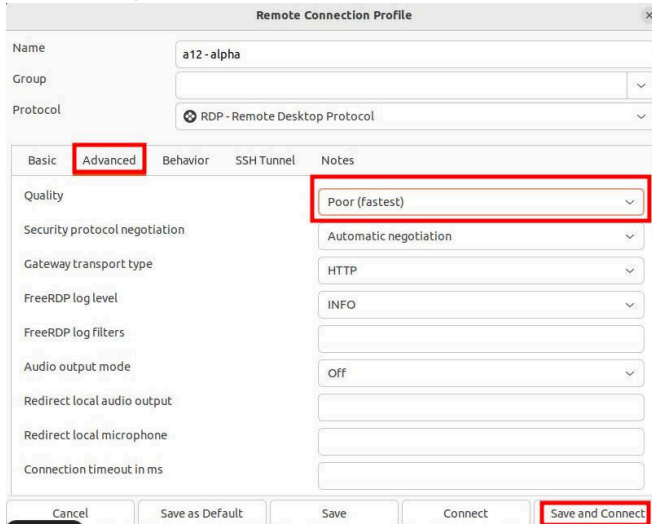 Remote Connection Profile
Name
a12 - alpha
Group
Protocol
RDP - Remote Desktop Protocol
Basic Advanced Behavior SSH Tunnel Notes
Quality
Poor (fastest)
Security protocol negotiation
Automatic negotiation
Gateway transport type
HTTP
FreeRDP log level
INFO
FreeRDP log filters
Audio output mode
Off
Redirect local audio output
Redirect local microphone
Connection timeout in ms
Cancel Save as Default Save Connect Save and Connect